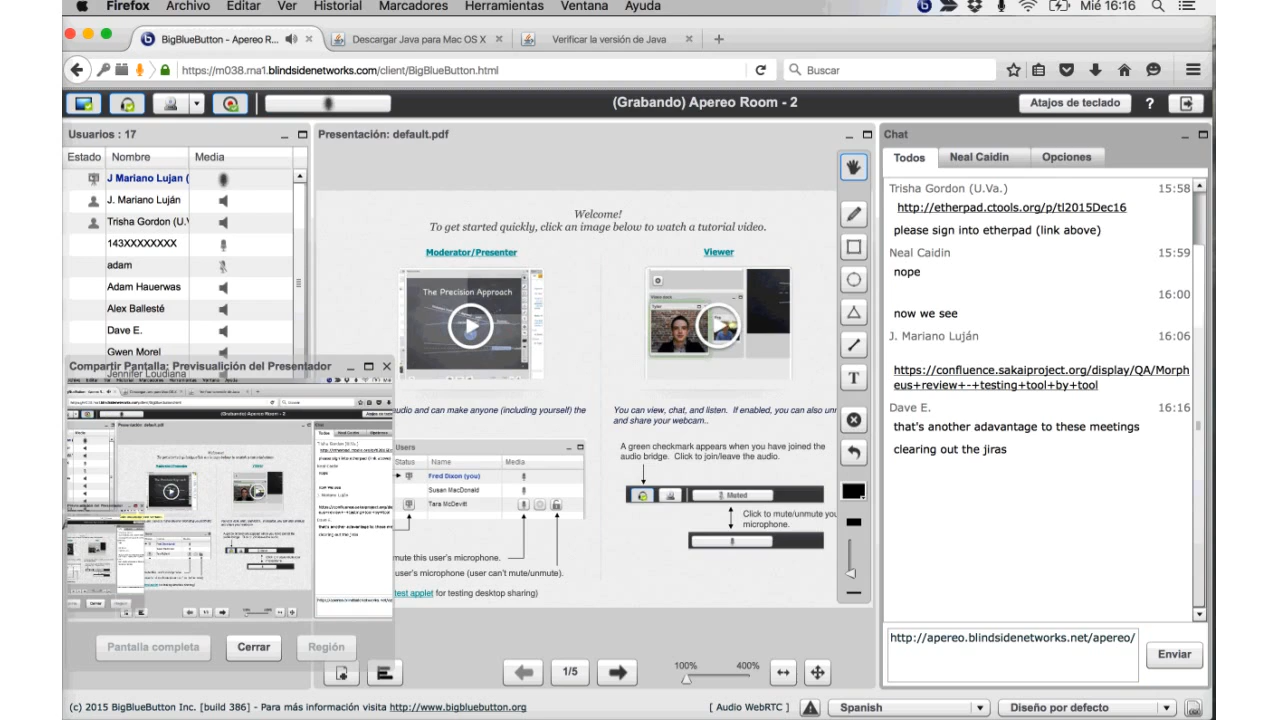 Firefox Archivo Editar Ver Historial Marcadores Herramientas Ventana Ayuda Mié 16:16
BigBlueButton - Apereo R... Descargar Java para Mac OS X Verificar la versión de Java
https://m038.rna1.blindsidenetworks.com/client/BigBlueButton.html Buscar
(Grabando) Apereo Room - 2 Atajos de teclado ?
Usuarios : 17
Estado Nombre Media
J Mariano Lujan (
J. Mariano Luján
Trisha Gordon (U.V
143XXXXXXXX
adam
Adam Hauerwas
Alex Ballesté
Dave E.
Gwen Morel
Jennifer Loudiana
Compartir Pantalla: Previsualición del Presentador
Pantalla completa Cerrar Región
Presentación: default.pdf
Welcome!
To get started quickly, click an image below to watch a tutorial video.
Moderator/Presenter Viewer
The Precision Approach
audio and can make anyone (including yourself) the
You can view, chat, and listen. If enabled, you can also
and share your webcam..
A green checkmark appears when you have joined the
audio bridge. Click to join/leave the audio.
Users
Status Name Media
Fred Dixon (you)
Susan MacDonald
Tara McDevitt
Muted
Click to mute/unmute you
microphone.
mute this user's microphone.
user's microphone (user can't mute/unmute).
test applet for testing desktop sharing)
T
1/5
100% 400%
Chat
Todos Neal Caidin Opciones
Trisha Gordon (U.Va.) 15:58
http://etherpad.ctools.org/p/tl2015Dec16
please sign into etherpad (link above)
Neal Caidin 15:59
nope
16:00
now we see
J. Mariano Luján 16:06
https://confluence.sakaiproject.org/display/QA/Morph
eus+review+-+testing+tool+by+tool
Dave E. 16:16
that's another adavantage to these meetings
clearing out the jiras
http://apereo.blindsidenetworks.net/apereo/
Enviar
(c) 2015 BigBlueButton Inc. [build 386] - Para más información visita http://www.bigbluebutton.org [ Audio WebRTC ] Spanish Diseño por defecto